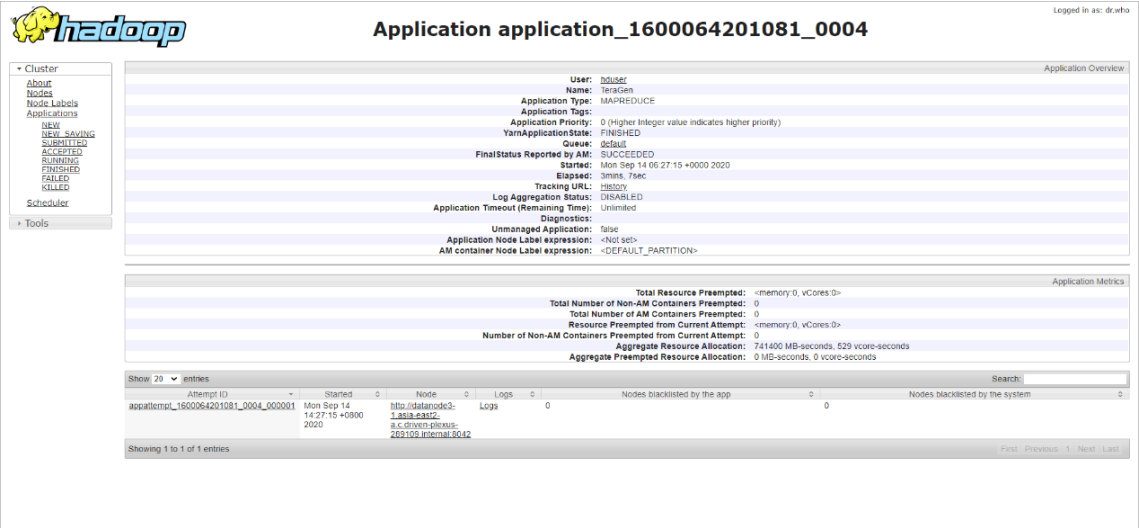 Logged in as: dr.who
hadoop
Application application_1600064201081_0004
Cluster
About
Nodes
Node Labels
Applications
NEW
NEW_SAVING
SUBMITTED
ACCEPTED
RUNNING
FINISHED
FAILED
KILLED
Scheduler
Tools
Application Overview
User: hduser
Name: TeraGen
Application Type: MAPREDUCE
Application Tags:
Application Priority: 0 (Higher Integer value indicates higher priority)
YarnApplicationState: FINISHED
Queue: default
FinalStatus Reported by AM: SUCCEEDED
Started: Mon Sep 14 06:27:15 +0000 2020
Elapsed: 3mins, 7sec
Tracking URL: History
Log Aggregation Status: DISABLED
Application Timeout (Remaining Time): Unlimited
Diagnostics:
Unmanaged Application: false
Application Node Label expression: <Not set>
AM container Node Label expression: <DEFAULT_PARTITION>
Application Metrics
Total Resource Preempted: <memory:0, vCores:0>
Total Number of Non-AM Containers Preempted: 0
Total Number of AM Containers Preempted: 0
Resource Preempted from Current Attempt: <memory:0, vCores:0>
Number of Non-AM Containers Preempted from Current Attempt: 0
Aggregate Resource Allocation: 741400 MB-seconds, 529 vcore-seconds
Aggregate Preempted Resource Allocation: 0 MB-seconds, 0 vcore-seconds
Show 20 entries Search:
Attempt ID Started Node Logs Nodes blacklisted by the app Nodes blacklisted by the system
appattempt_1600064201081_0004_000001 Mon Sep 14 http://datanode3- Logs 0 0
14:27:15 +0800 1.asia-east2-
2020 a.c.driven-plexus-
289109.internal:8042
Showing 1 to 1 of 1 entries First Previous 1 Next Last